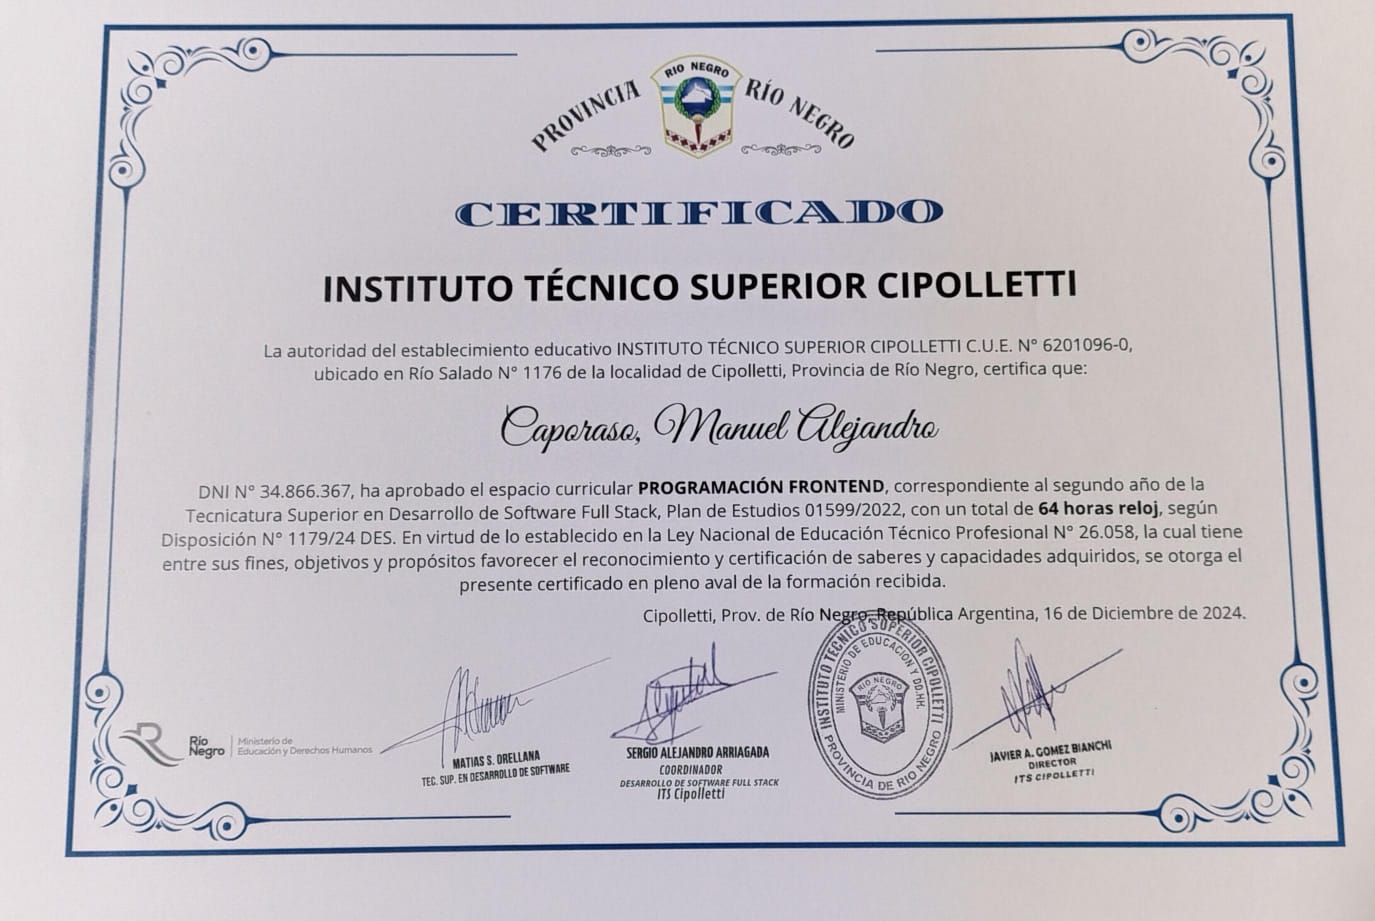 PROVINCIA RÍO NEGRO
RIO NEGRO
CERTIFICADO
INSTITUTO TÉCNICO SUPERIOR CIPOLLETTI
La autoridad del establecimiento educativo INSTITUTO TÉCNICO SUPERIOR CIPOLLETTI C.U.E. N° 6201096-0,
ubicado en Río Salado N° 1176 de la localidad de Cipolletti, Provincia de Río Negro, certifica que:
Caporaso, Manuel Alejandro
DNI N° 34.866.367, ha aprobado el espacio curricular PROGRAMACIÓN FRONTEND, correspondiente al segundo año de la
Tecnicatura Superior en Desarrollo de Software Full Stack, Plan de Estudios 01599/2022, con un total de 64 horas reloj, según
Disposición N° 1179/24 DES. En virtud de lo establecido en la Ley Nacional de Educación Técnico Profesional N° 26.058, la cual tiene
entre sus fines, objetivos y propósitos favorecer el reconocimiento y certificación de saberes y capacidades adquiridos, se otorga el
presente certificado en pleno aval de la formación recibida.
Cipolletti, Prov. de Río Negro, República Argentina, 16 de Diciembre de 2024.
Río
Negro
Ministerio de
Educación y Derechos Humanos
MATIAS S. ORELLANA
TEC. SUP. EN DESARROLLO DE SOFTWARE
SERGIO ALEJANDRO ARRIAGADA
COORDINADOR
DESARROLLO DE SOFTWARE FULL STACK
ITS Cipolletti
INSTITUTO TECNICO SUPERIOR CIPOLLETTI
MINISTERIO DE EDUCACION Y DD.HH.
RIO NEGRO
PROVINCIA DE RIO NEGRO
JAVIER A. GOMEZ BIANCHI
DIRECTOR
ITS CIPOLLETTI